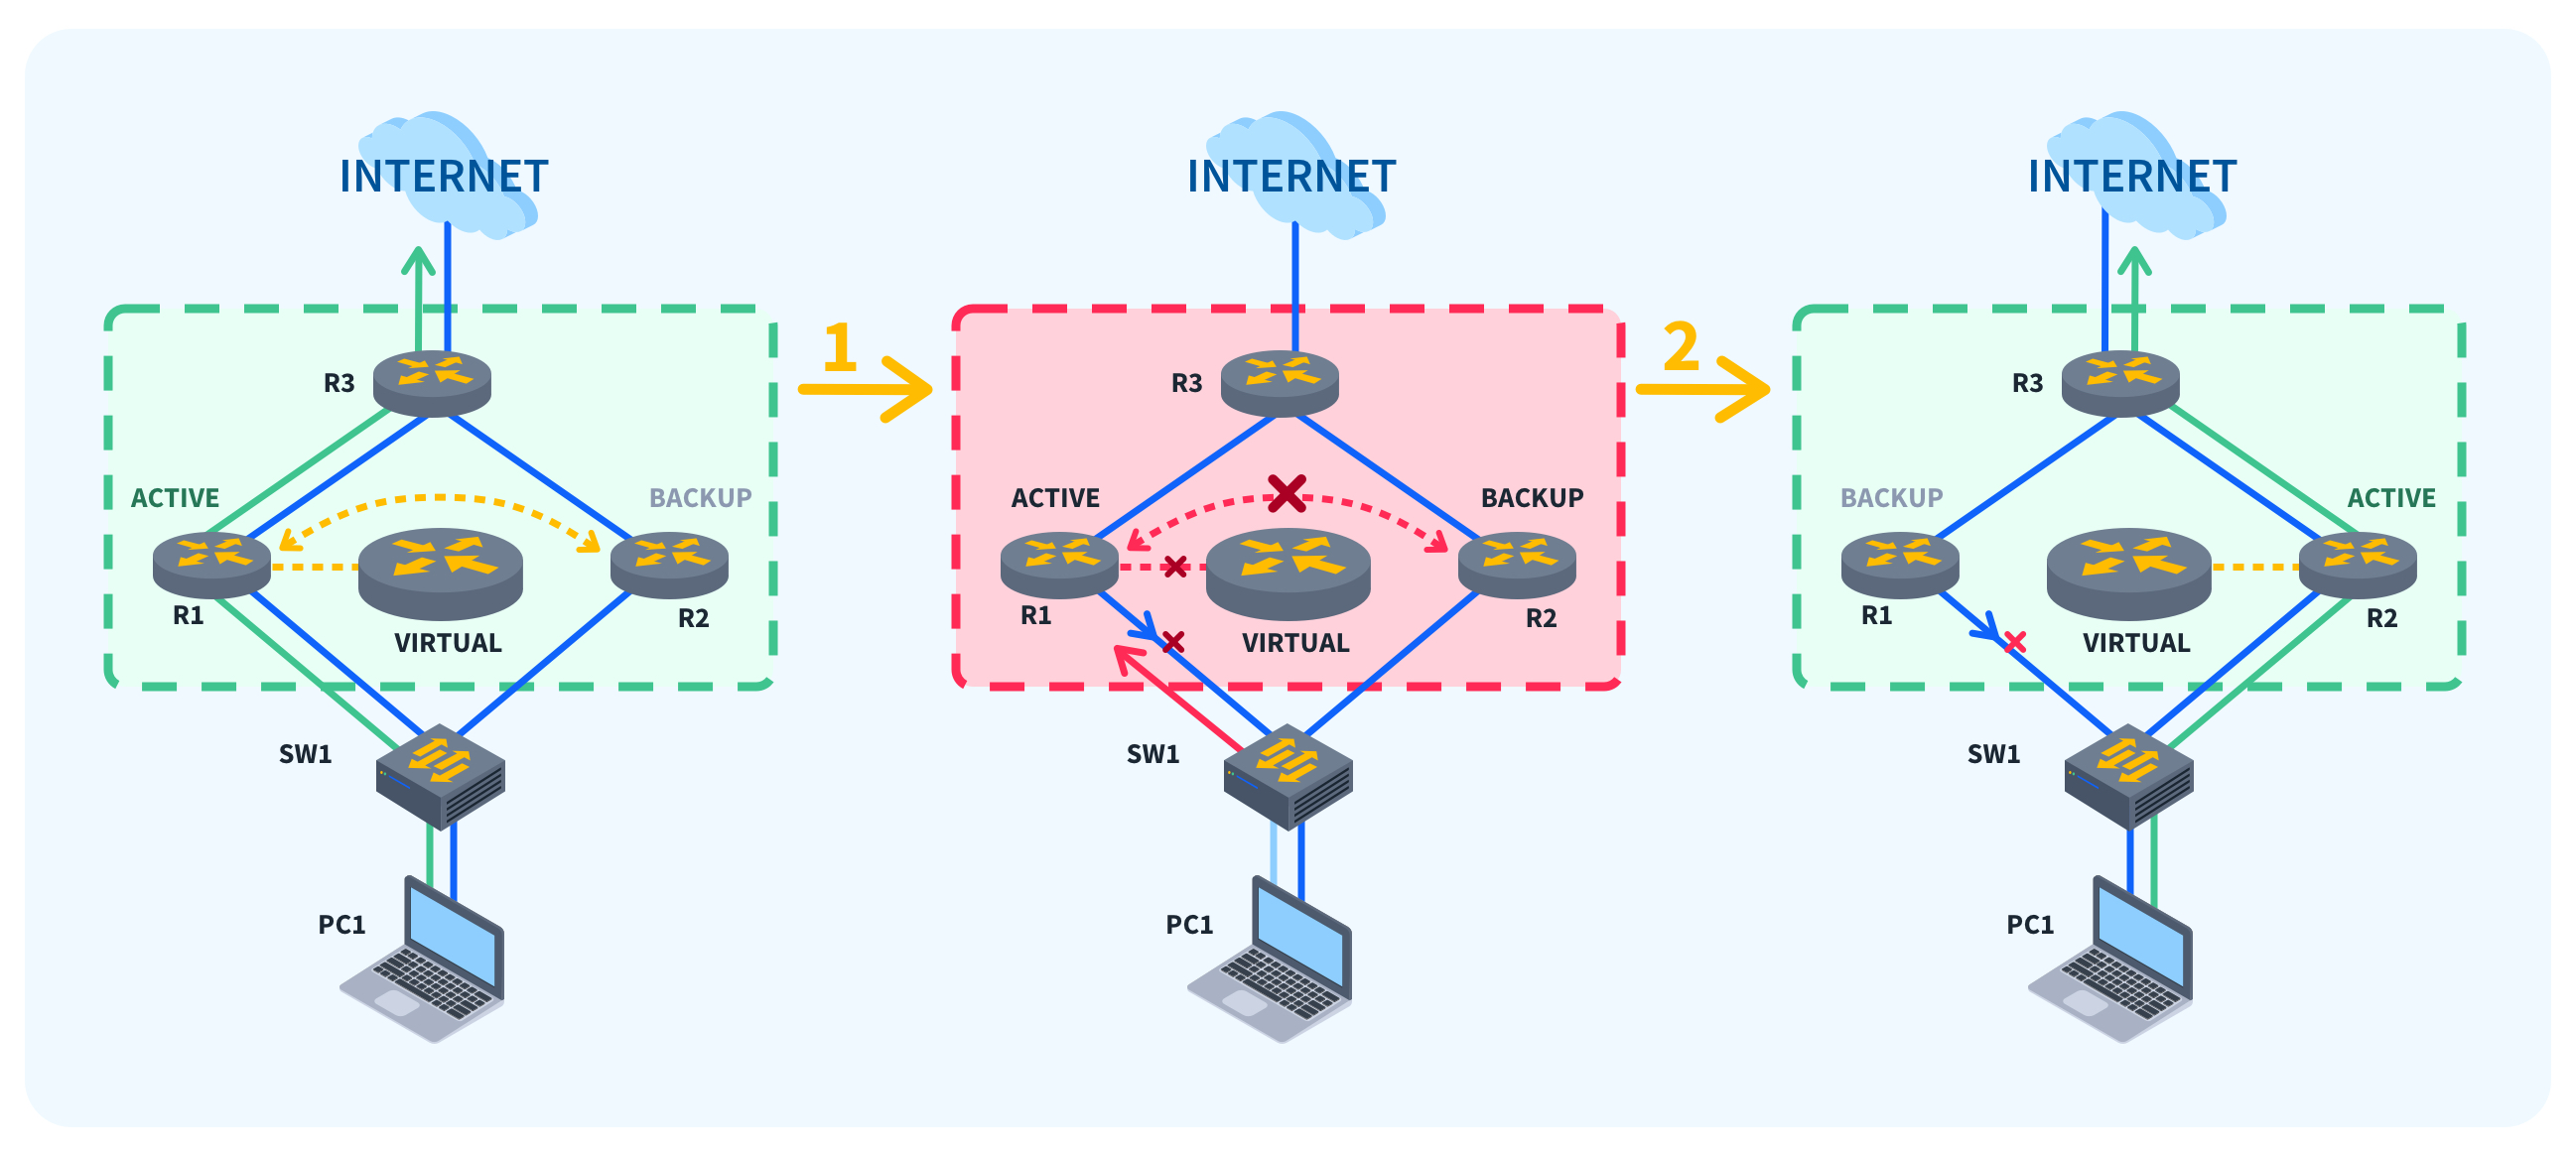 INTERNET
R3
ACTIVE
BACKUP
R1
R2
VIRTUAL
SW1
PC1
1
INTERNET
R3
ACTIVE
BACKUP
R1
R2
VIRTUAL
SW1
PC1
2
INTERNET
R3
BACKUP
ACTIVE
R1
R2
VIRTUAL
SW1
PC1